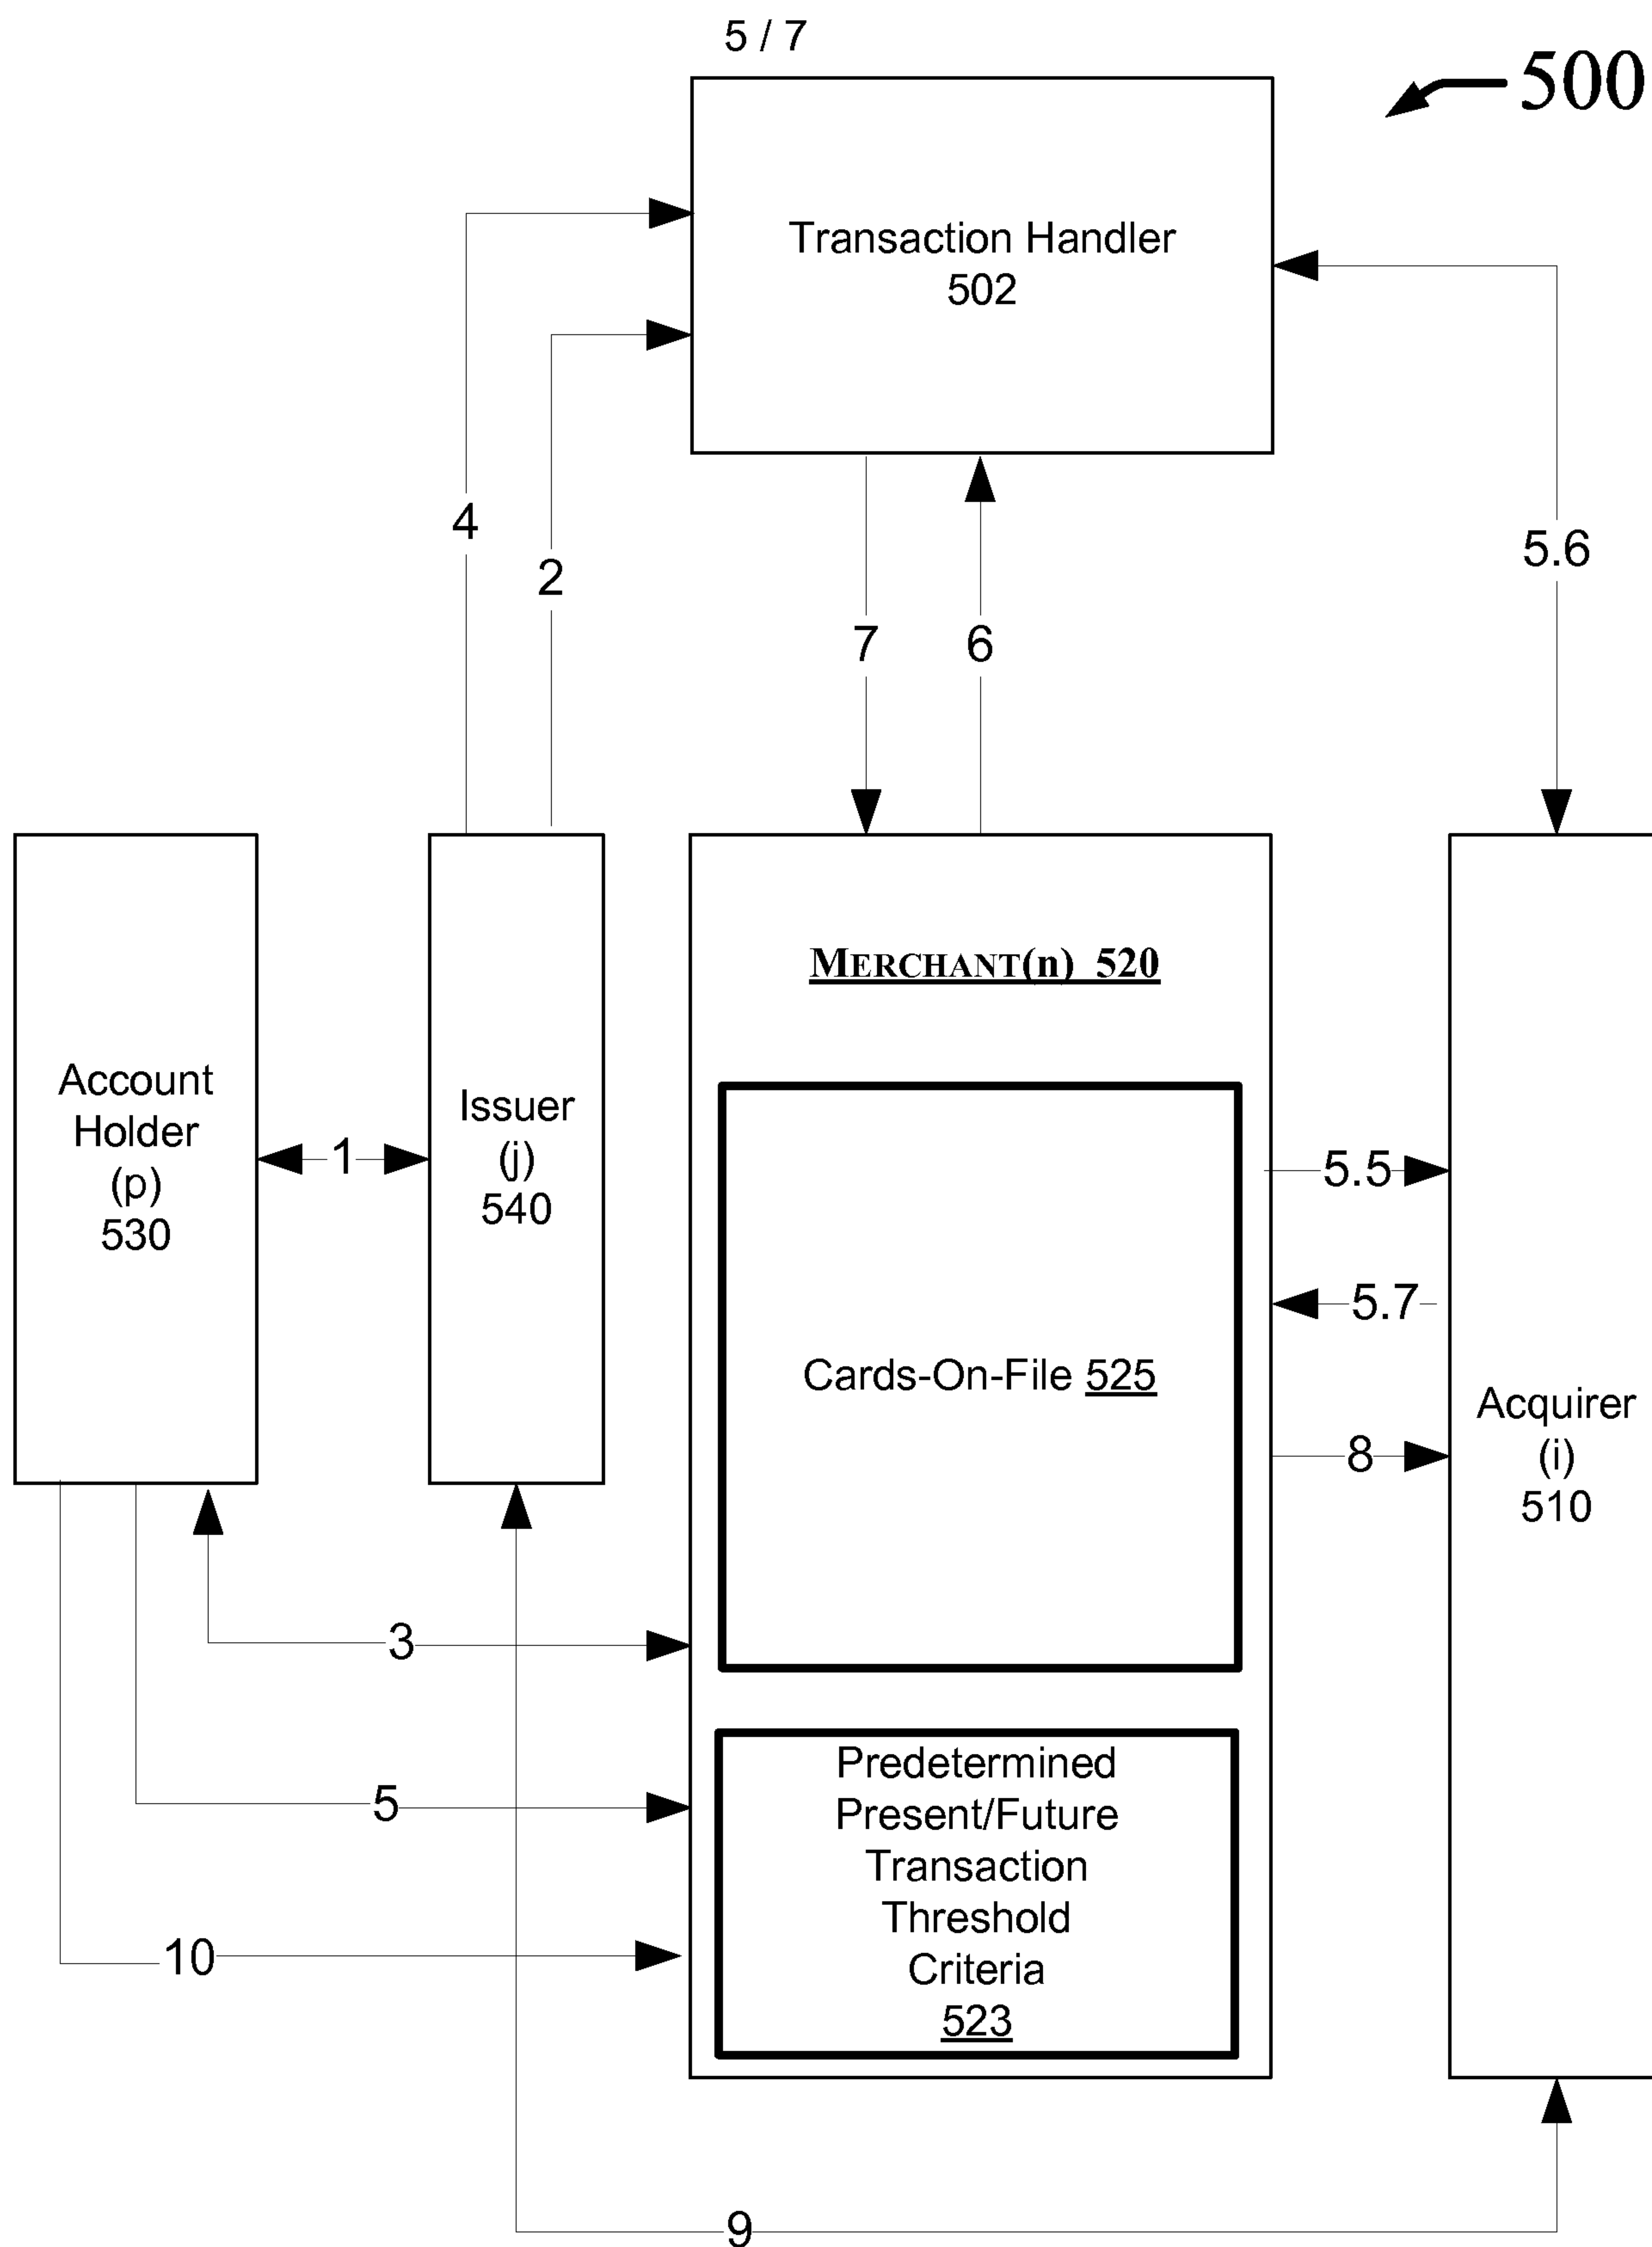 5 / 7
500
Transaction Handler
502
4
2
7
6
5.6
MERCHANT(n) 520
Account
Holder
(p)
530
1
Issuer
(j)
540
Cards-On-File 525
5.5
5.7
8
Acquirer
(i)
510
3
5
10
Predetermined
Present/Future
Transaction
Threshold
Criteria
523
9